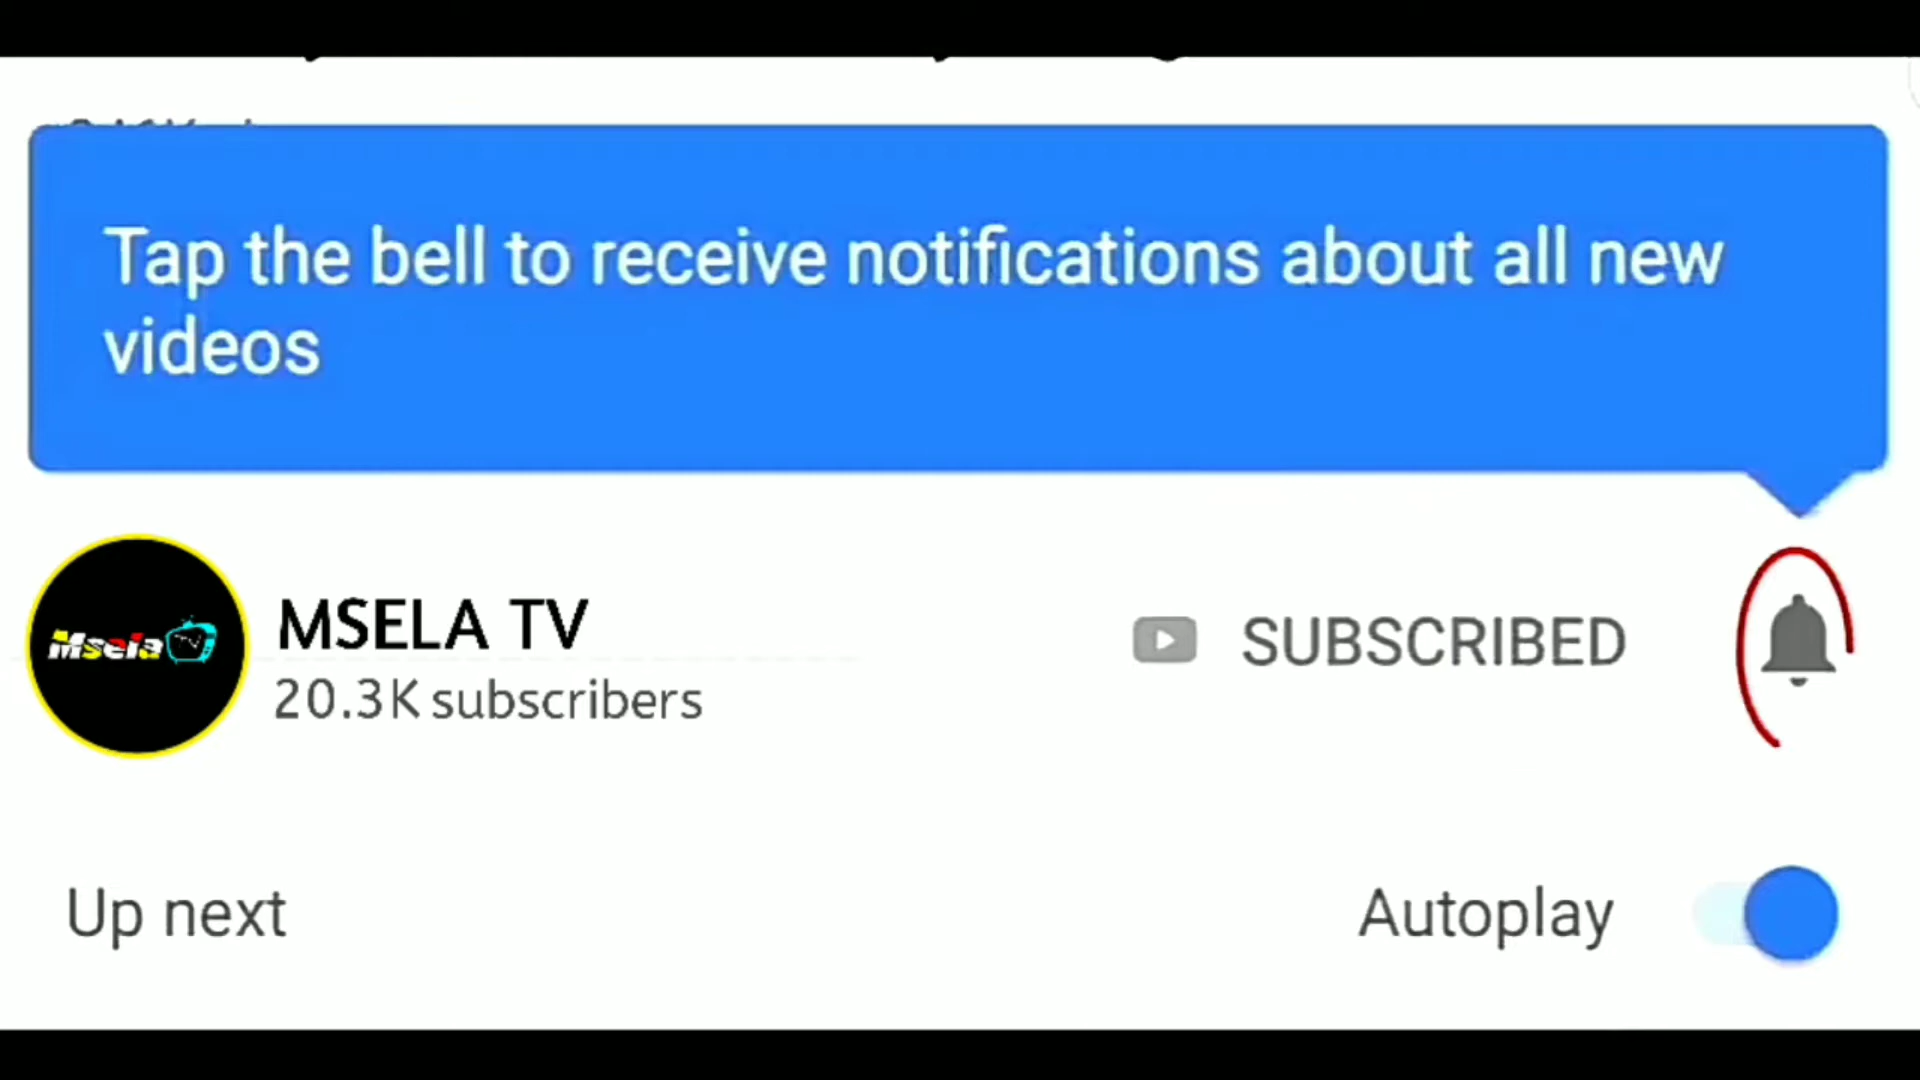 Tap the bell to receive notifications about all new
videos
Msela
MSELA TV
SUBSCRIBED
20.3K subscribers
Up next
Autoplay